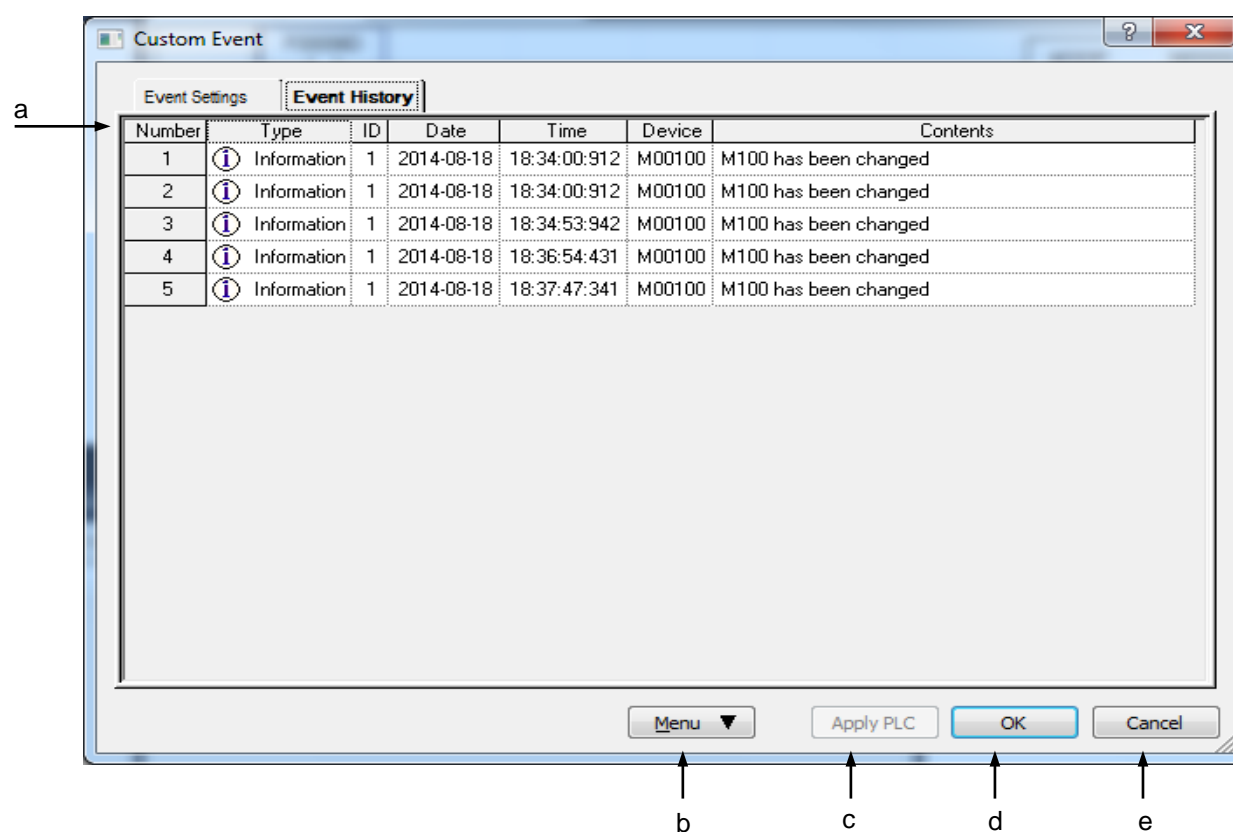 Custom Event
Event Settings Event History
a
Number Type ID Date Time Device Contents
1 Information 1 2014-08-18 18:34:00:912 M00100 M100 has been changed
2 Information 1 2014-08-18 18:34:00:912 M00100 M100 has been changed
3 Information 1 2014-08-18 18:34:53:942 M00100 M100 has been changed
4 Information 1 2014-08-18 18:36:54:431 M00100 M100 has been changed
5 Information 1 2014-08-18 18:37:47:341 M00100 M100 has been changed
Menu ▼ Apply PLC OK Cancel
b c d e